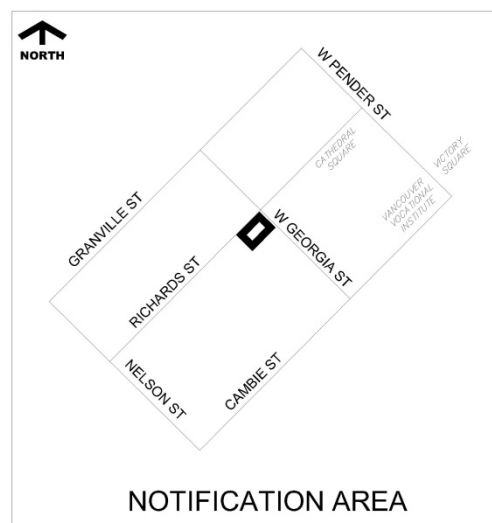 NORTH
W PENDER ST
CATHEDRAL
SQUARE
VICTORY
SQUARE
VANCOUVER
VOCATIONAL
INSTITUTE
GRANVILLE ST
W GEORGIA ST
RICHARDS ST
NELSON ST
CAMBIE ST
NOTIFICATION AREA